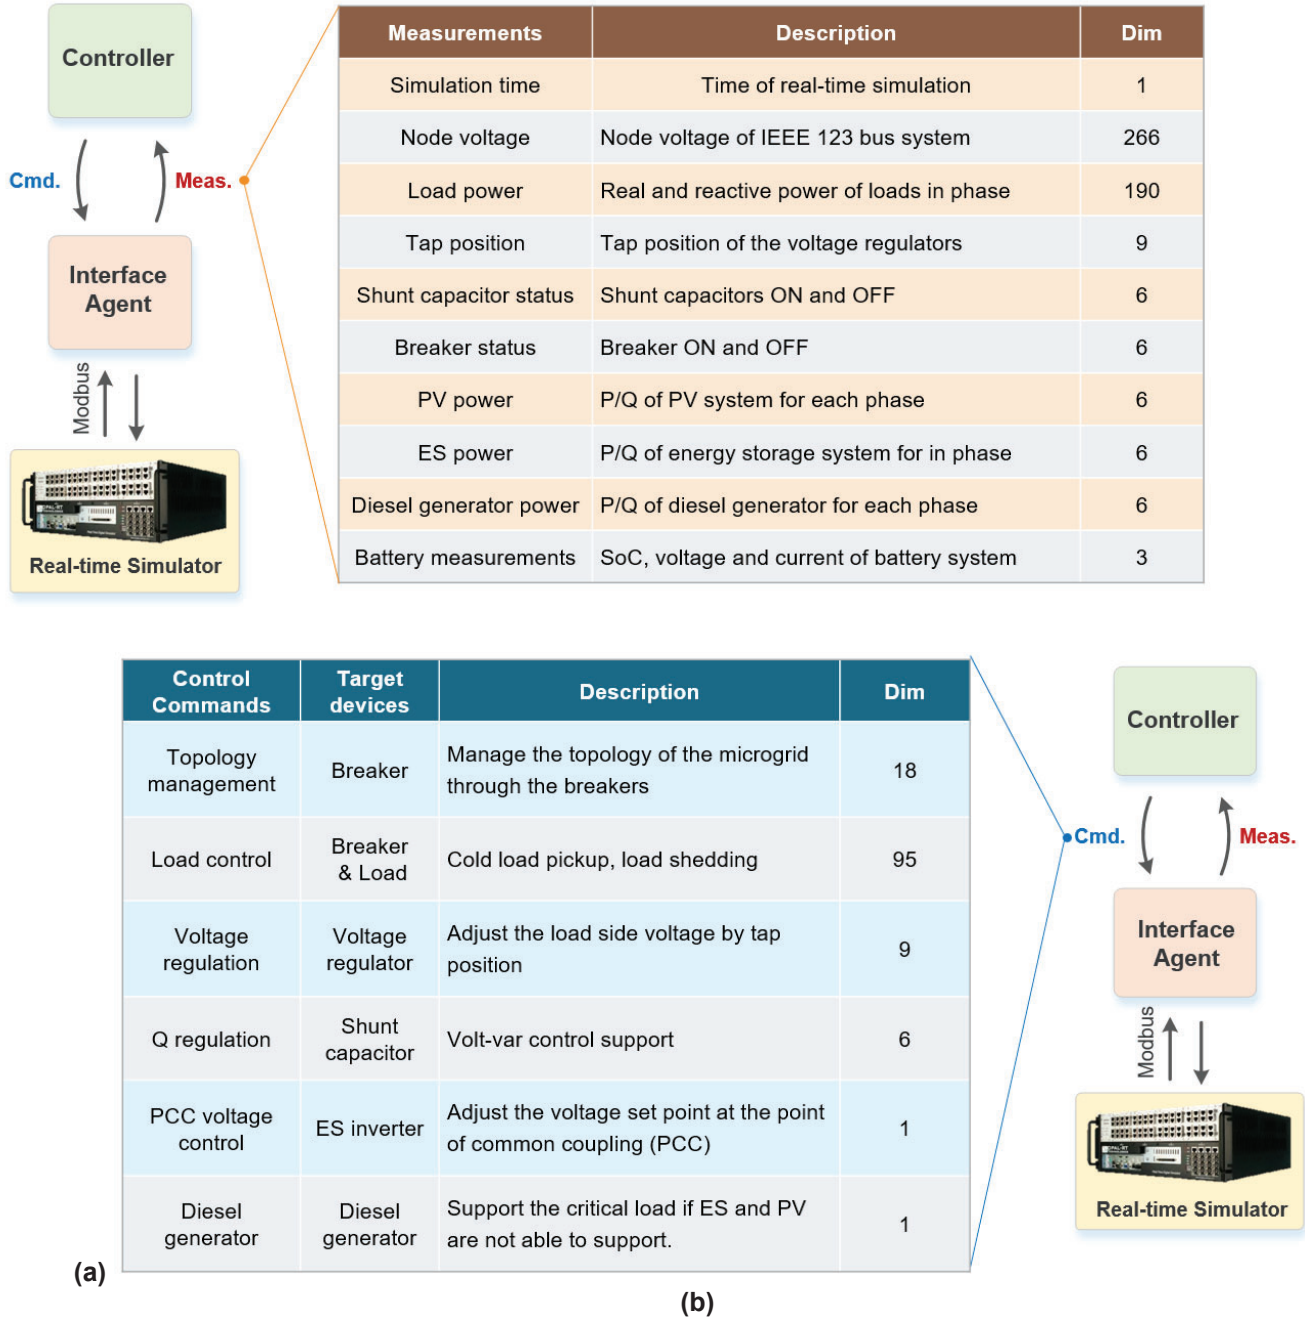 Controller
Cmd.
Meas.
Interface
Agent
Modbus
Real-time Simulator
Measurements Description Dim
Simulation time Time of real-time simulation 1
Node voltage Node voltage of IEEE 123 bus system 266
Load power Real and reactive power of loads in phase 190
Tap position Tap position of the voltage regulators 9
Shunt capacitor status Shunt capacitors ON and OFF 6
Breaker status Breaker ON and OFF 6
PV power P/Q of PV system for each phase 6
ES power P/Q of energy storage system for in phase 6
Diesel generator power P/Q of diesel generator for each phase 6
Battery measurements SoC, voltage and current of battery system 3
Control
Commands
Target
devices
Description
Dim
Topology
management
Breaker
Manage the topology of the microgrid
through the breakers
18
Load control
Breaker
& Load
Cold load pickup, load shedding
95
Voltage
regulation
Voltage
regulator
Adjust the load side voltage by tap
position
9
Q regulation
Shunt
capacitor
Volt-var control support
6
PCC voltage
control
ES inverter
Adjust the voltage set point at the point
of common coupling (PCC)
1
Diesel
generator
Diesel
generator
Support the critical load if ES and PV
are not able to support.
1
Controller
Cmd.
Meas.
Interface
Agent
Modbus
Real-time Simulator
(a)
(b)